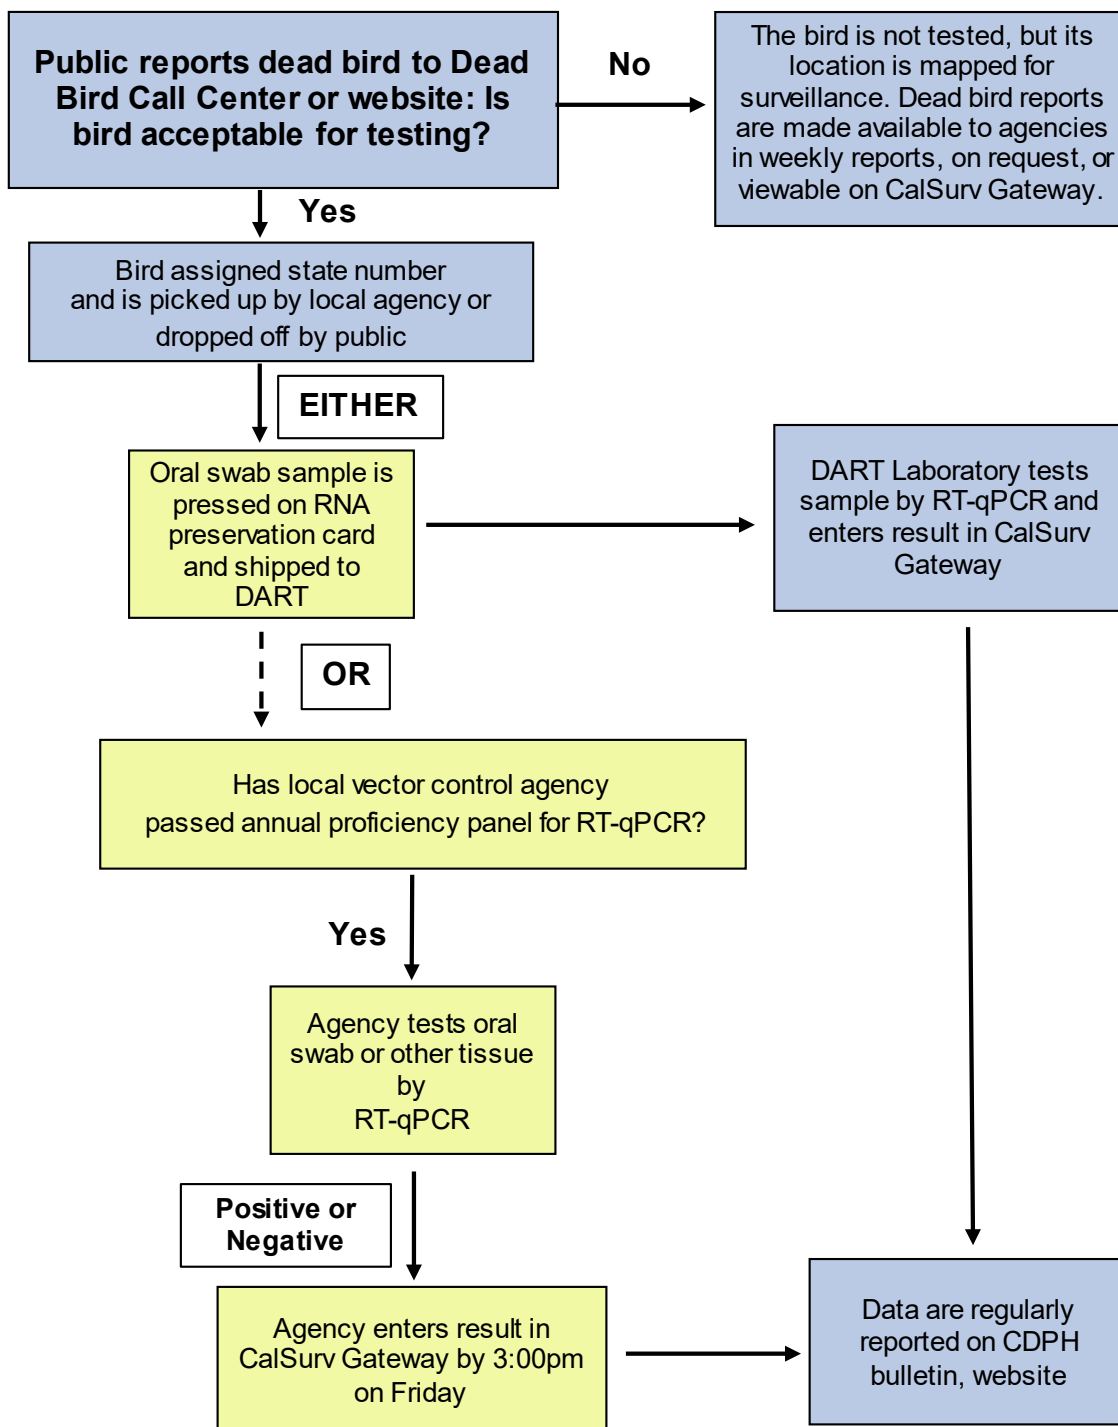 Public reports dead bird to Dead
Bird Call Center or website: Is
bird acceptable for testing?
No
The bird is not tested, but its
location is mapped for
surveillance. Dead bird reports
are made available to agencies
in weekly reports, on request, or
viewable on CalSurv Gateway.
Yes
Bird assigned state number
and is picked up by local agency or
dropped off by public
EITHER
Oral swab sample is
pressed on RNA
preservation card
and shipped to
DART
DART Laboratory tests
sample by RT-qPCR and
enters result in CalSurv
Gateway
OR
Has local vector control agency
passed annual proficiency panel for RT-qPCR?
Yes
Agency tests oral
swab or other tissue
by
RT-qPCR
Positive or
Negative
Agency enters result in
CalSurv Gateway by 3:00pm
on Friday
Data are regularly
reported on CDPH
bulletin, website